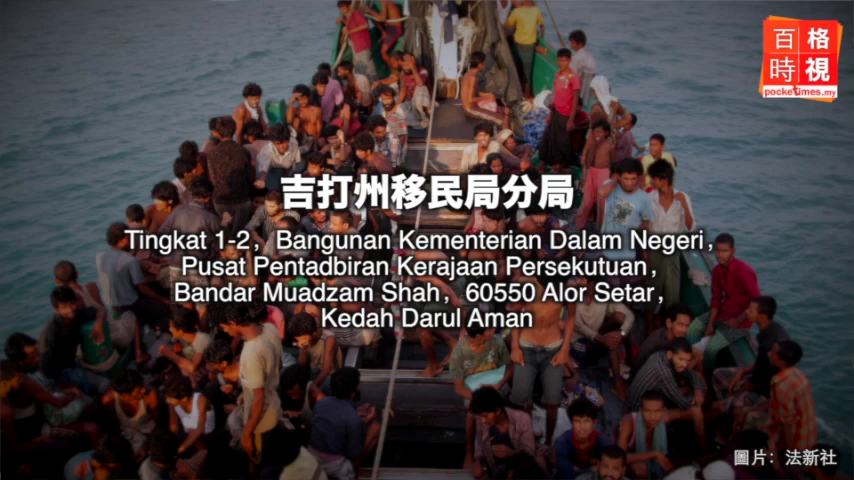 百格
時視
pocketimes.my
吉打州移民局分局
Tingkat 1-2，Bangunan Kementerian Dalam Negeri，
Pusat Pentadbiran Kerajaan Persekutuan，
Bandar Muadzam Shah，60550 Alor Setar，
Kedah Darul Aman
圖片：法新社